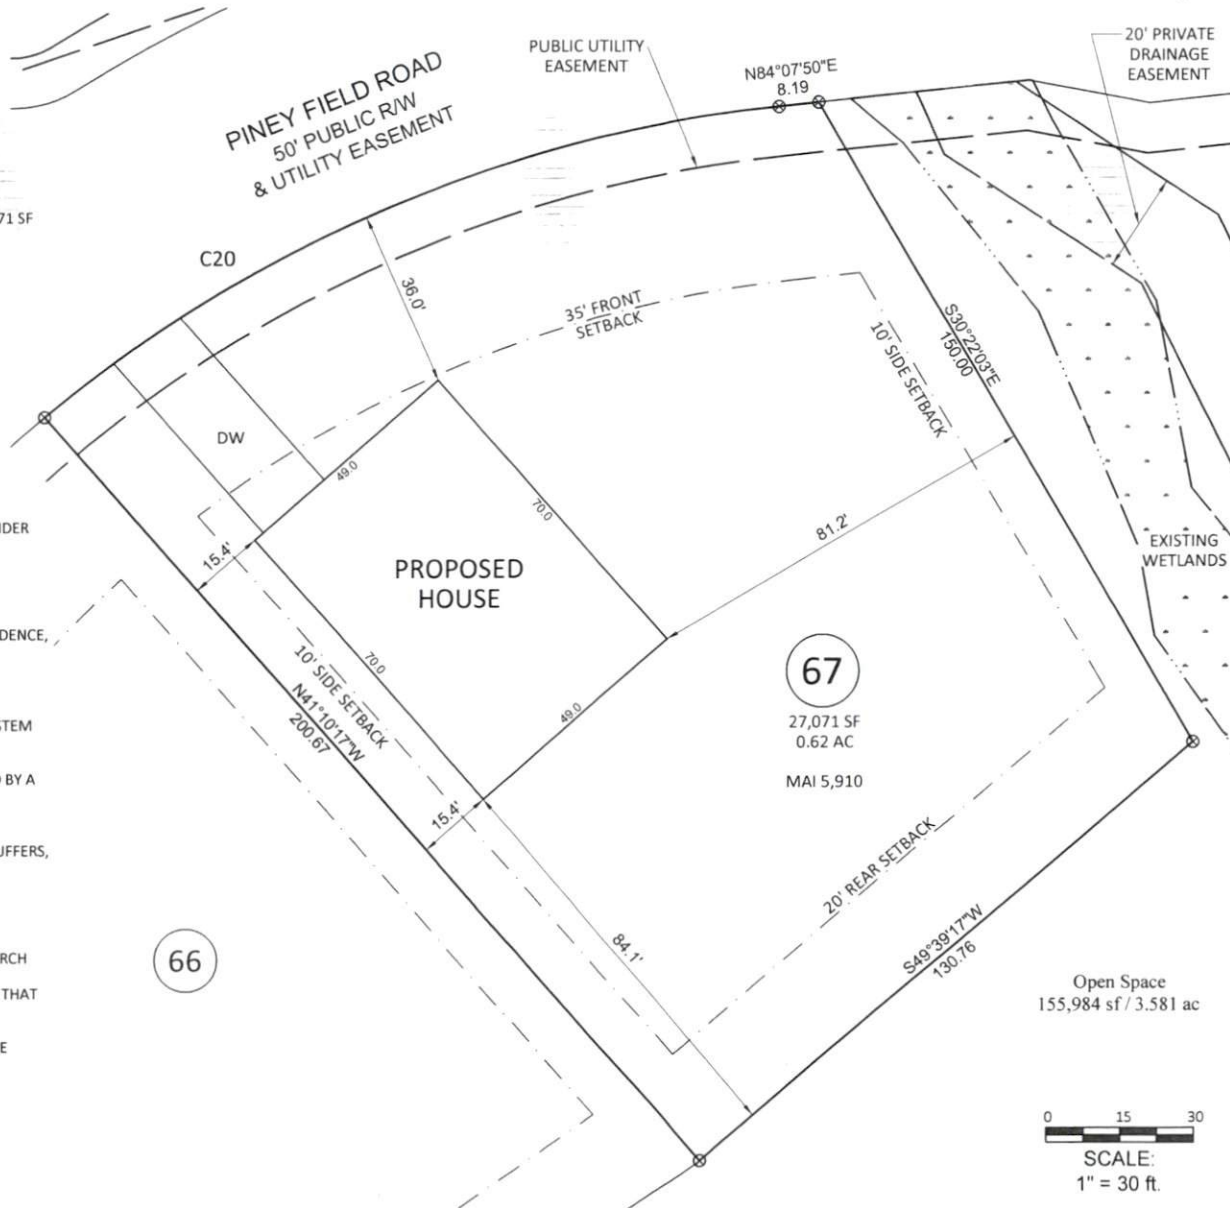 PINEY FIELD ROAD
50' PUBLIC R/W
& UTILITY EASEMENT
PUBLIC UTILITY
EASEMENT
N84°07'50"E
8.19
20' PRIVATE
DRAINAGE
EASEMENT
71 SF
C20
36.0'
35' FRONT
SETBACK
10' SIDE SETBACK
S30°22'03"E
150.00
DW
49.0
70.0
81.2'
EXISTING
WETLANDS
IDER
15.4'
PROPOSED
HOUSE
DENCE,
70.0
10' SIDE SETBACK
N41°10'17"W
200.67
49.0
67
27,071 SF
0.62 AC
MAI 5,910
STEM
BY A
15.4'
UFFERS,
20' REAR SETBACK
84.1'
S49°39'17"W
130.76
66
RCH
THAT
E
Open Space
155,984 sf / 3.581 ac
0 15 30
SCALE:
1" = 30 ft.